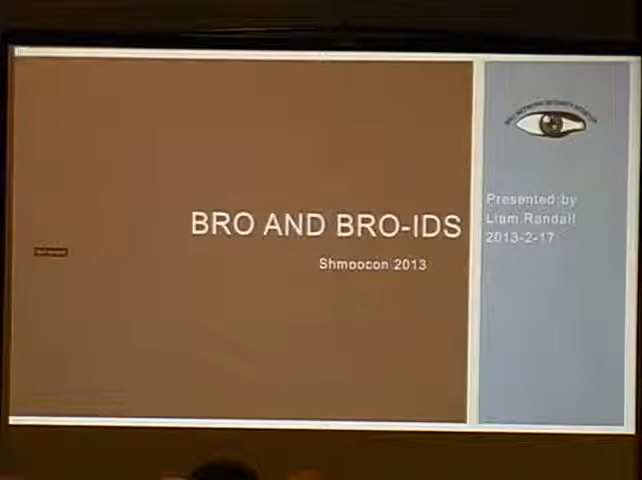 BRO AND BRO-IDS
Shmoocon 2013
Presented by
Liam Randall
2013-2-17